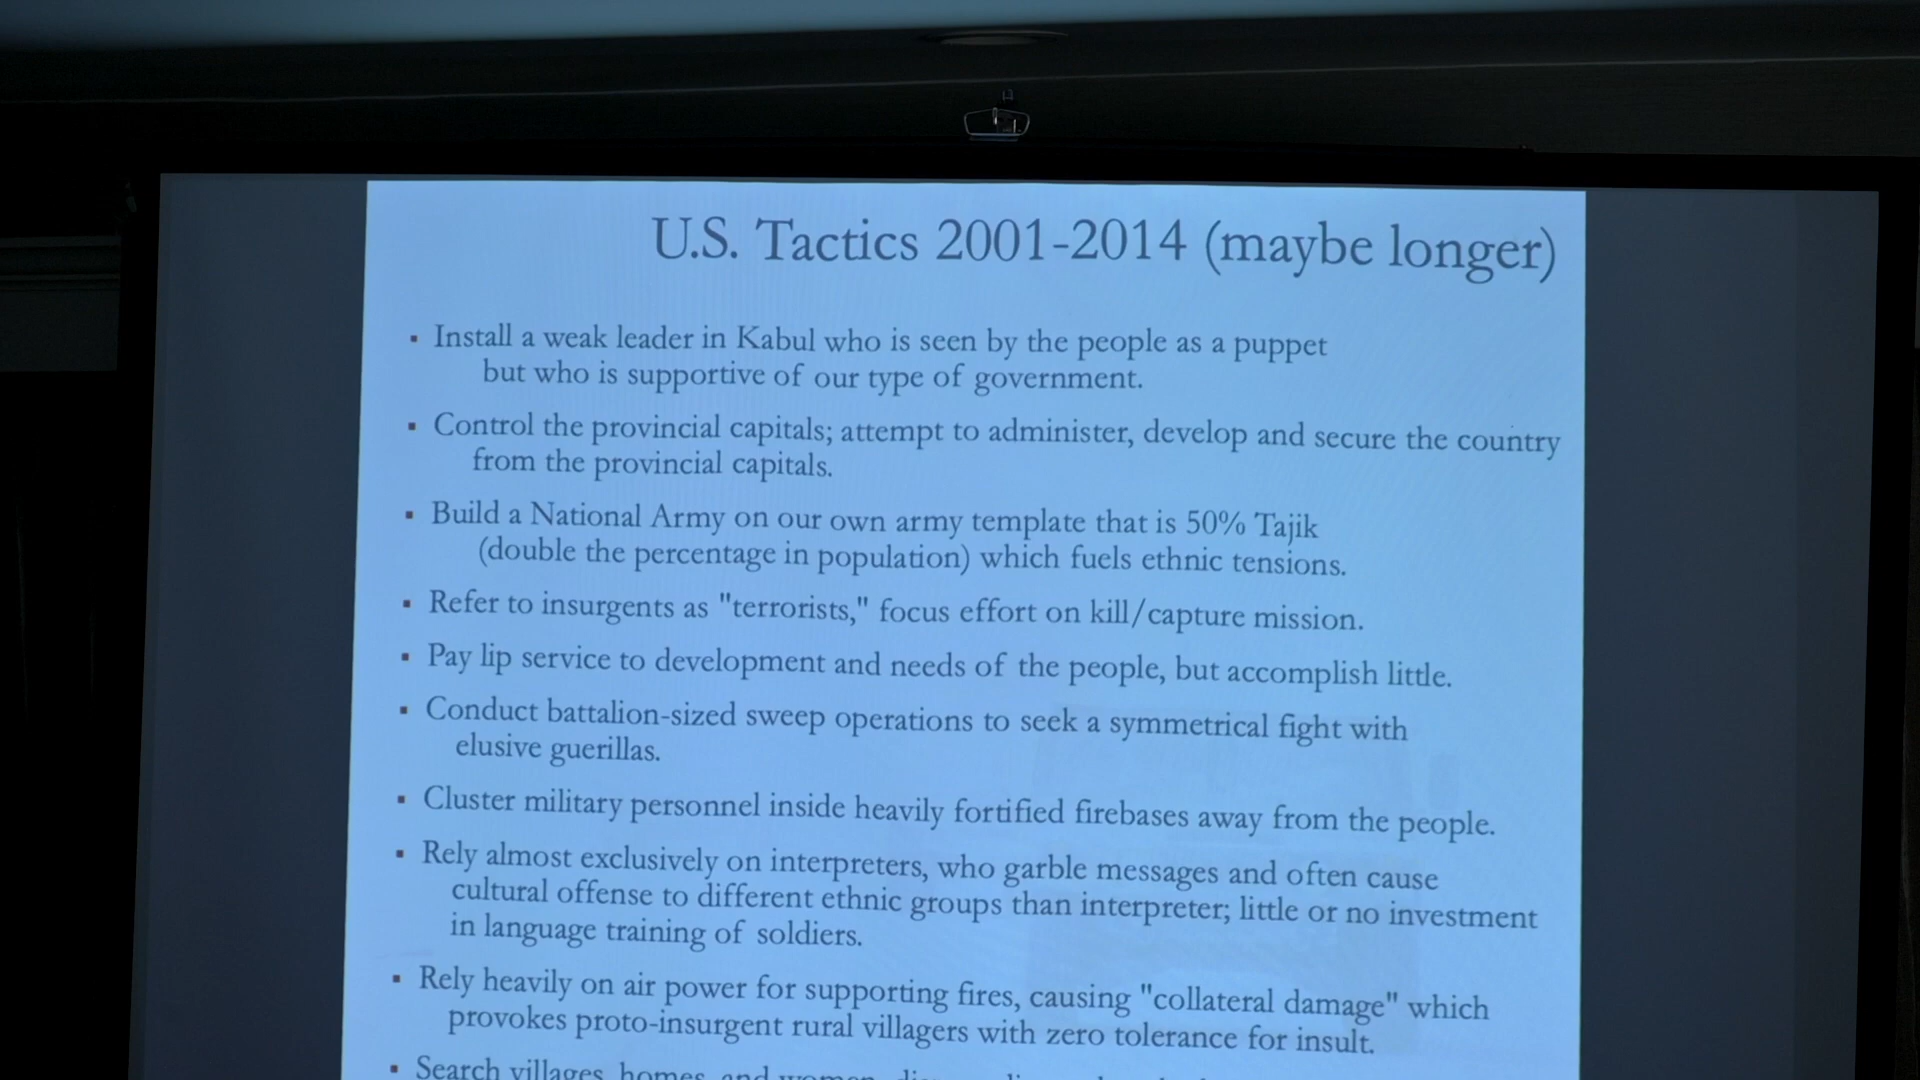 U.S. Tactics 2001-2014 (maybe longer)
▪ Install a weak leader in Kabul who is seen by the people as a puppet
but who is supportive of our type of government.
▪ Control the provincial capitals; attempt to administer, develop and secure the country
from the provincial capitals.
▪ Build a National Army on our own army template that is 50% Tajik
(double the percentage in population) which fuels ethnic tensions.
▪ Refer to insurgents as "terrorists," focus effort on kill/capture mission.
▪ Pay lip service to development and needs of the people, but accomplish little.
▪ Conduct battalion-sized sweep operations to seek a symmetrical fight with
elusive guerillas.
▪ Cluster military personnel inside heavily fortified firebases away from the people.
▪ Rely almost exclusively on interpreters, who garble messages and often cause
cultural offense to different ethnic groups than interpreter; little or no investment
in language training of soldiers.
▪ Rely heavily on air power for supporting fires, causing "collateral damage" which
provokes proto-insurgent rural villagers with zero tolerance for insult.
▪ Search villages, homes, and women,